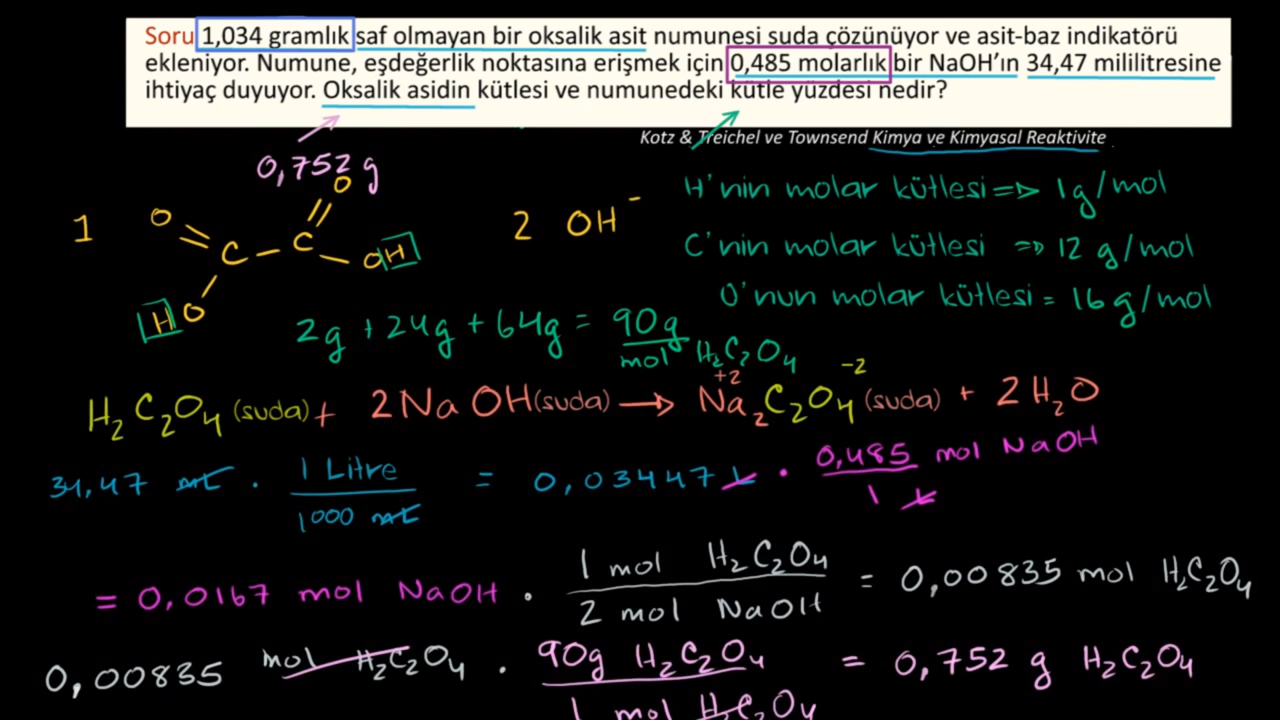 Soru 1,034 gramlık saf olmayan bir oksalik asit numunesi suda çözünüyor ve asit-baz indikatörü
ekleniyor. Numune, eşdeğerlik noktasına erişmek için 0,485 molarlık bir NaOH’ın 34,47 mililitresine
ihtiyaç duyuyor. Oksalik asidin kütlesi ve numunedeki kütle yüzdesi nedir?
Kotz & Treichel ve Townsend Kimya ve Kimyasal Reaktivite
0,752 g
H'nin molar kütlesi => 1g/mol
1 O = C - C = O OH HO 2 OH⁻
C'nin molar kütlesi => 12 g/mol
O'nun molar kütlesi = 16 g/mol
2g + 24g + 64g = 90g/mol H₂C₂O₄
+2 -2
H₂C₂O₄ (suda) + 2NaOH (suda) → Na₂C₂O₄ (suda) + 2H₂O
34,47 mL . 1 Litre / 1000 mL = 0,03447 L · 0,485 mol NaOH / 1 L
= 0,0167 mol NaOH . 1 mol H₂C₂O₄ / 2 mol NaOH = 0,00835 mol H₂C₂O₄
0,00835 mol H₂C₂O₄ . 90g H₂C₂O₄ / 1 mol H₂C₂O₄ = 0,752 g H₂C₂O₄